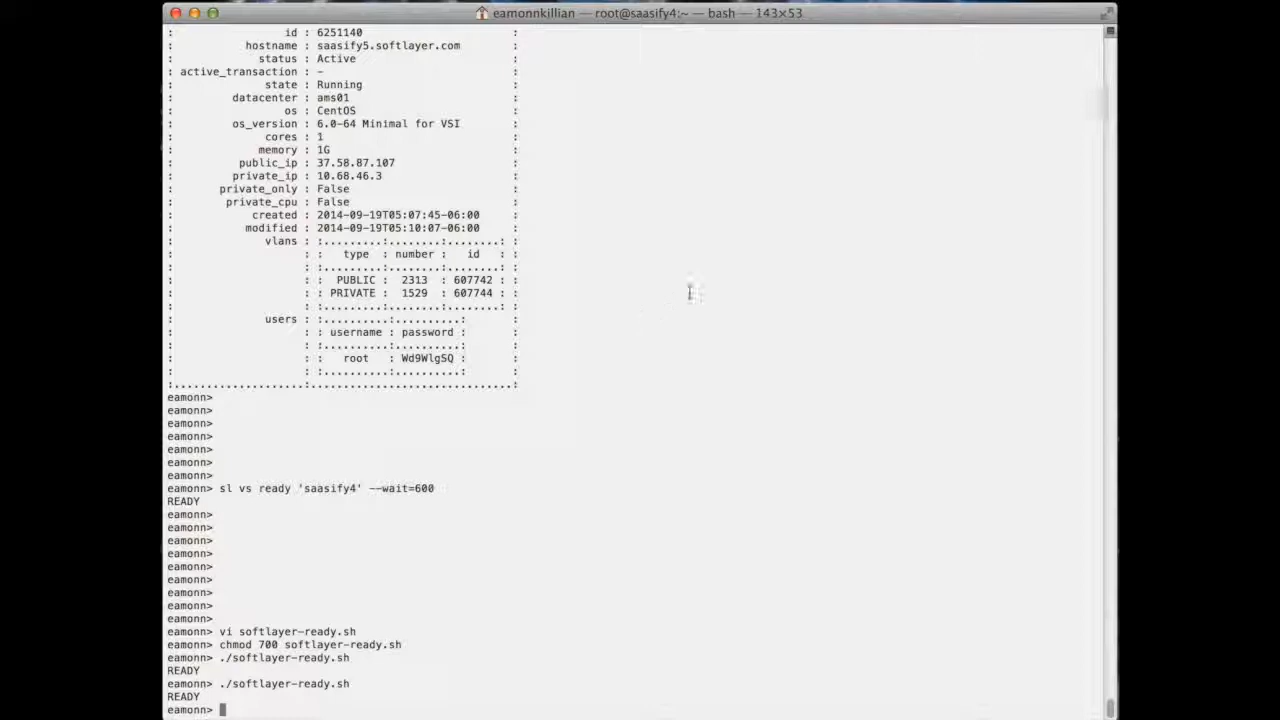 eamonnkillian — root@saasify4:~ — bash — 143×53
:                  id : 6251140                       :
:            hostname : saasify5.softlayer.com        :
:              status : Active                        :
: active_transaction : -                             :
:               state : Running                       :
:          datacenter : ams01                         :
:                  os : CentOS                        :
:          os_version : 6.0-64 Minimal for VSI        :
:               cores : 1                             :
:              memory : 1G                            :
:           public_ip : 37.58.87.107                  :
:          private_ip : 10.68.46.3                    :
:        private_only : False                         :
:         private_cpu : False                         :
:             created : 2014-09-19T05:07:45-06:00     :
:            modified : 2014-09-19T05:10:07-06:00     :
:               vlans : :.........:........:........: :
:                     : :   type  : number :   id   : :
:                     : :.........:........:........: :
:                     : :  PUBLIC :  2313  : 607742 : :
:                     : : PRIVATE :  1529  : 607744 : :
:                     : :.........:........:........: :
:               users : :..........:..........:       :
:                     : : username : password :       :
:                     : :..........:..........:       :
:                     : :   root   : Wd9WlgSQ :       :
:                     : :..........:..........:       :
:....................:...............................:
eamonn>
eamonn>
eamonn>
eamonn>
eamonn>
eamonn>
eamonn>
eamonn> sl vs ready 'saasify4' --wait=600
READY
eamonn>
eamonn>
eamonn>
eamonn>
eamonn>
eamonn>
eamonn>
eamonn>
eamonn>
eamonn> vi softlayer-ready.sh
eamonn> chmod 700 softlayer-ready.sh
eamonn> ./softlayer-ready.sh
READY
eamonn> ./softlayer-ready.sh
READY
eamonn>